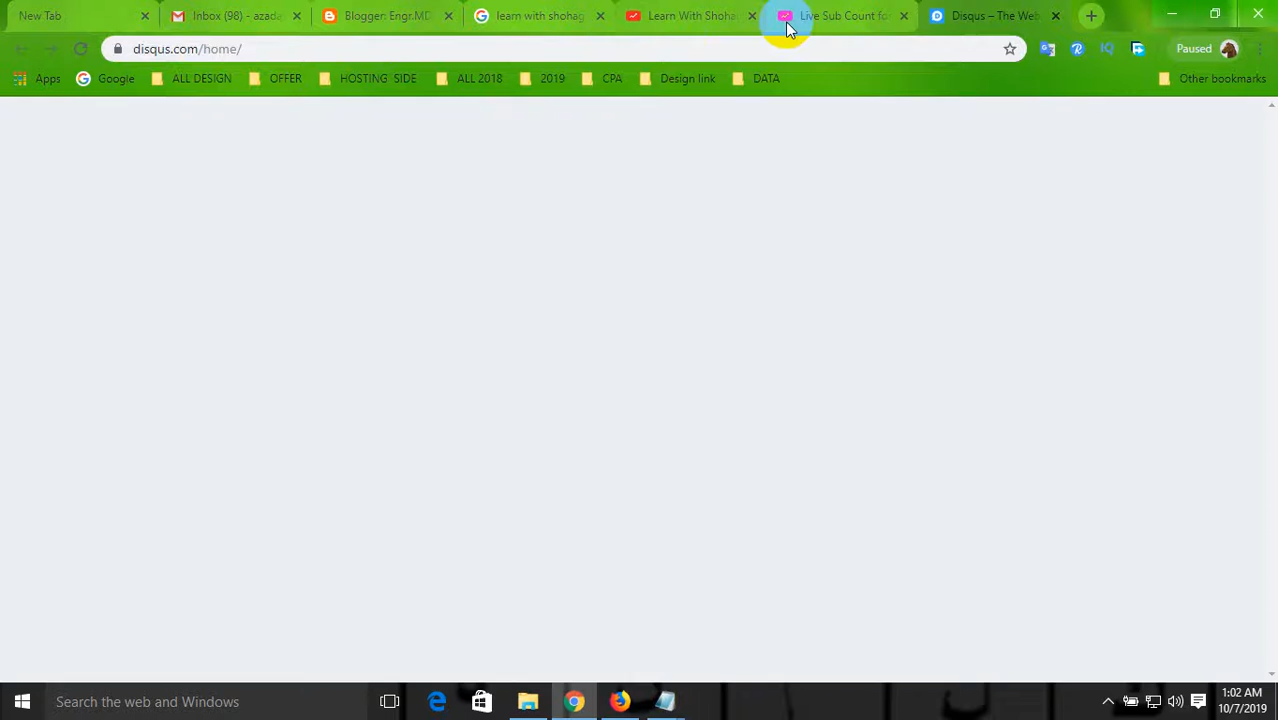 New Tab
Inbox (98) - azada
Blogger: Engr.MD
learn with shohag
Learn With Shoha
Live Sub Count for
Disqus – The Web
disqus.com/home/
Paused
Apps
Google
ALL DESIGN
OFFER
HOSTING SIDE
ALL 2018
2019
CPA
Design link
DATA
Other bookmarks
Search the web and Windows
1:02 AM
10/7/2019